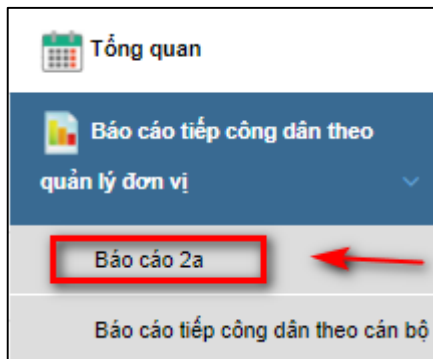 Tổng quan
Báo cáo tiếp công dân theo
quản lý đơn vị
Báo cáo 2a
Báo cáo tiếp công dân theo cán bộ